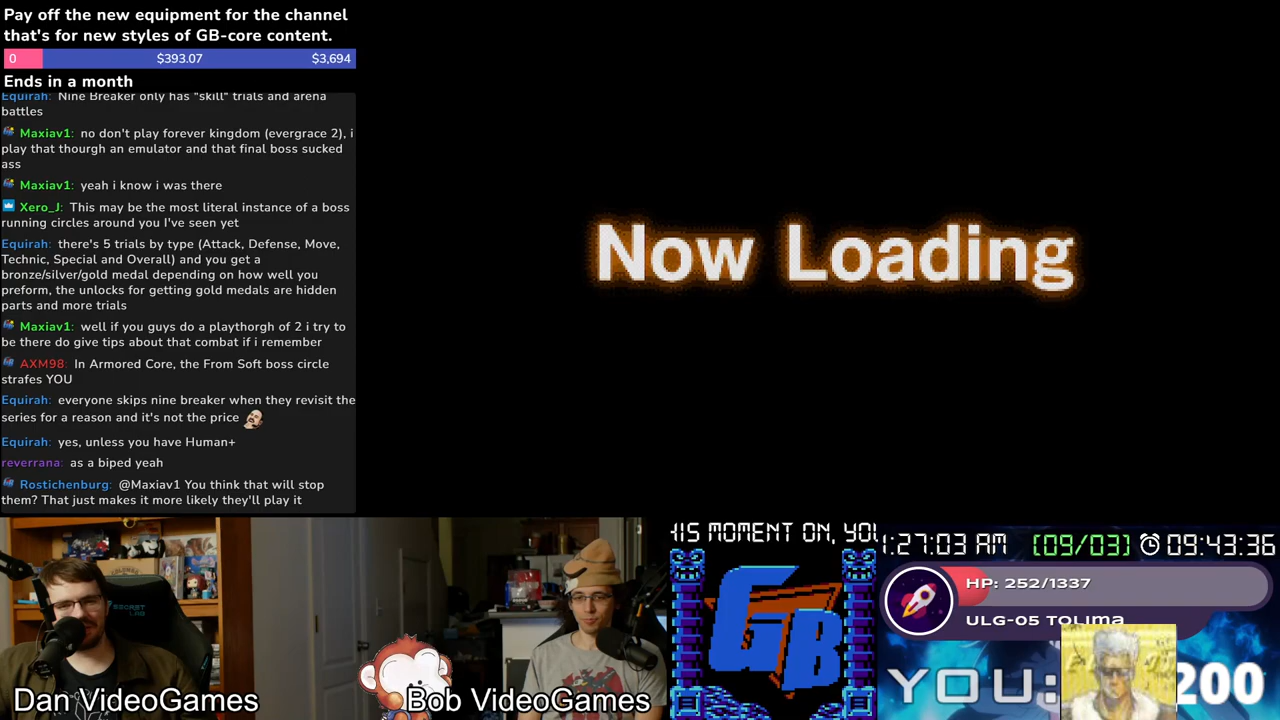 Pay off the new equipment for the channel
that's for new styles of GB-core content.
0 $393.07 $3,694
Ends in a month
Equirah: Nine Breaker only has "skill" trials and arena
battles
Maxiav1: no don't play forever kingdom (evergrace 2), i
play that thourgh an emulator and that final boss sucked
ass
Maxiav1: yeah i know i was there
Xero_J: This may be the most literal instance of a boss
running circles around you I've seen yet
Equirah: there's 5 trials by type (Attack, Defense, Move,
Technic, Special and Overall) and you get a
bronze/silver/gold medal depending on how well you
preform, the unlocks for getting gold medals are hidden
parts and more trials
Maxiav1: well if you guys do a playthorgh of 2 i try to
be there do give tips about that combat if i remember
AXM98: In Armored Core, the From Soft boss circle
strafes YOU
Equirah: everyone skips nine breaker when they revisit the
series for a reason and it's not the price
Equirah: yes, unless you have Human+
reverrana: as a biped yeah
Rostichenburg: @Maxiav1 You think that will stop
them? That just makes it more likely they'll play it
Now Loading
SECRET
LAB
Dan VideoGames
Bob VideoGames
HIS MOMENT ON, YOU
GB
:27:03 AM [09/03] 09:43:36
HP: 252/1337
ULG-05 TOLIMA
YOU: 200